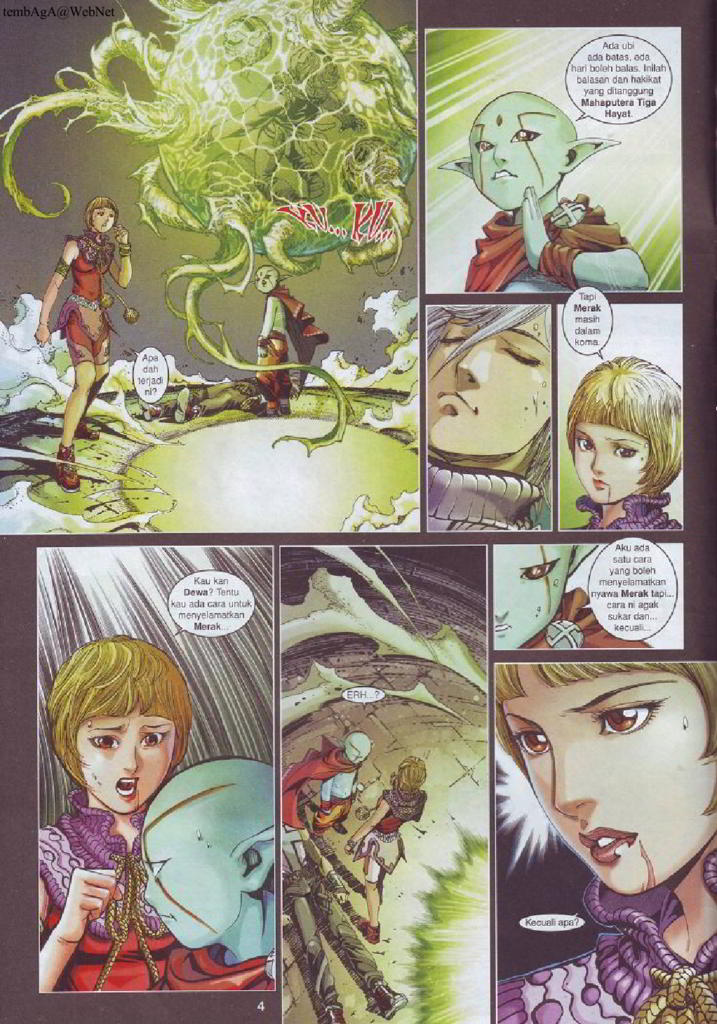 tembAgA@WebNet
Apa
dah
terjadi
ni?
Ada ubi
ada batas, ada
hari boleh balas. Inilah
balasan dan hakikat
yang ditanggung
Mahaputera Tiga
Hayat.
Tapi
Merak
masih
dalam
koma.
Kau kan
Dewa? Tentu
kau ada cara untuk
menyelamatkan
Merak...
ERH...?
Aku ada
satu cara
yang boleh
menyelamatkan
nyawa Merak tapi...
cara ni agak
sukar dan...
kecuali...
Kecuali apa?
4